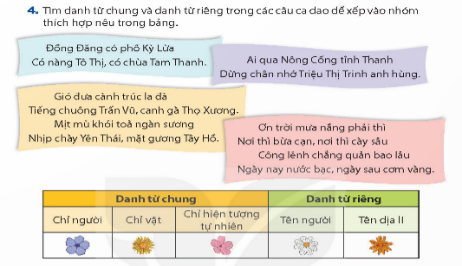 4. Tìm danh từ chung và danh từ riêng trong các câu ca dao để xếp vào nhóm
thích hợp nêu trong bảng.
Đồng Đăng có phố Kỳ Lừa
Có nàng Tô Thị, có chùa Tam Thanh.
Ai qua Nông Cống tỉnh Thanh
Dừng chân nhớ Triệu Thị Trinh anh hùng.
Gió đưa cành trúc la đà
Tiếng chuông Trấn Vũ, canh gà Thọ Xương.
Mịt mù khói toả ngàn sương
Nhịp chày Yên Thái, mặt gương Tây Hồ.
Ơn trời mưa nắng phải thì
Nơi thì bừa cạn, nơi thì cày sâu
Công lênh chẳng quản bao lâu
Ngày nay nước bạc, ngày sau cơm vàng.
Danh từ chung Danh từ riêng
Chỉ người Chỉ vật Chỉ hiện tượng tự nhiên Tên người Tên địa lí